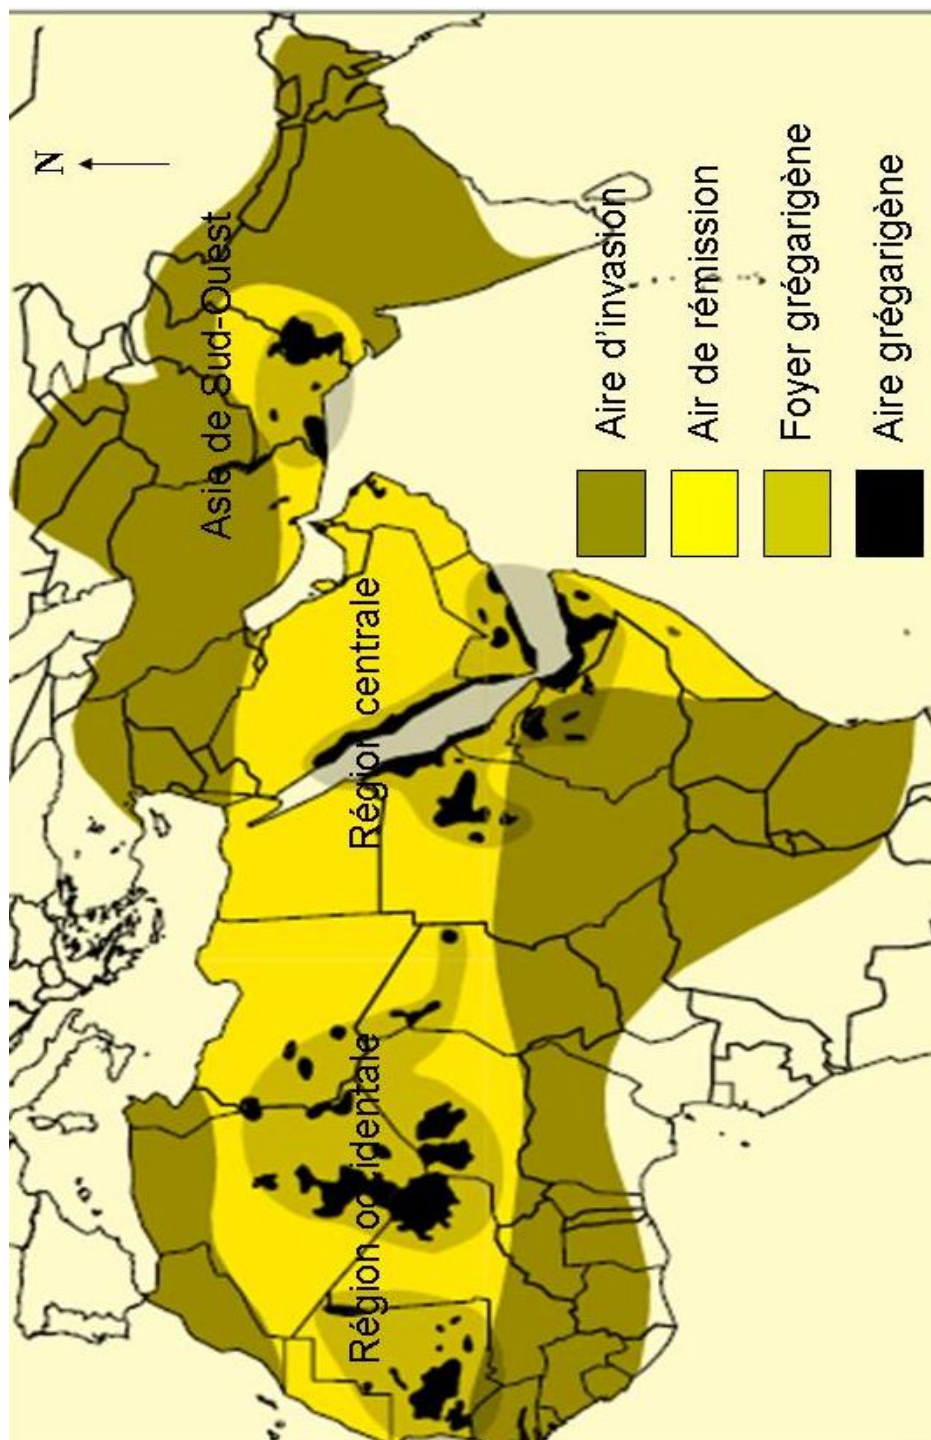 N
Asie de Sud-Ouest
Région centrale
Région occidentale
Aire d'invasion
Air de rémission
Foyer grégarigène
Aire grégarigène